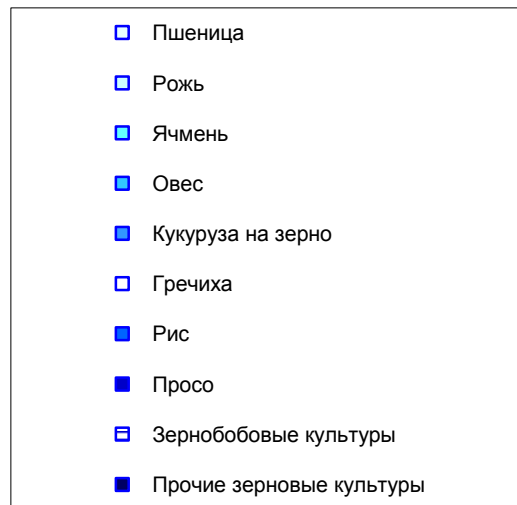 Пшеница
Рожь
Ячмень
Овес
Кукуруза на зерно
Гречиха
Рис
Просо
Зернобобовые культуры
Прочие зерновые культуры